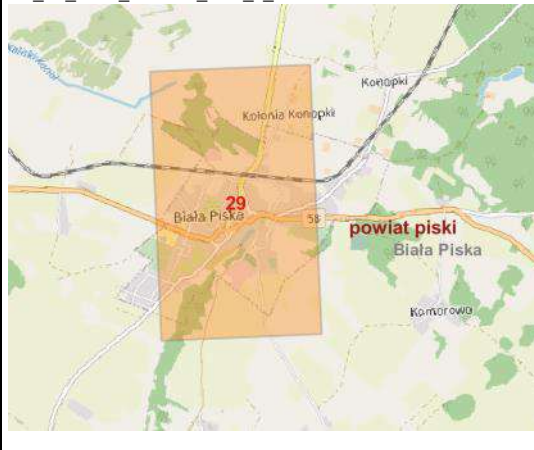 Konopki
Kolonia Konopki
29
Biała Piska
58
powiat piski
Biała Piska
Komorowo